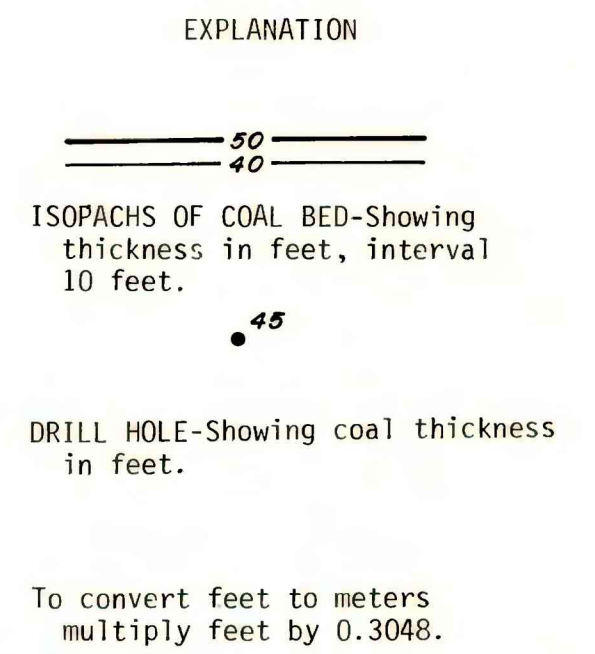 EXPLANATION
50
40
ISOPACHS OF COAL BED-Showing
thickness in feet, interval
10 feet.
45
DRILL HOLE-Showing coal thickness
in feet.
To convert feet to meters
multiply feet by 0.3048.